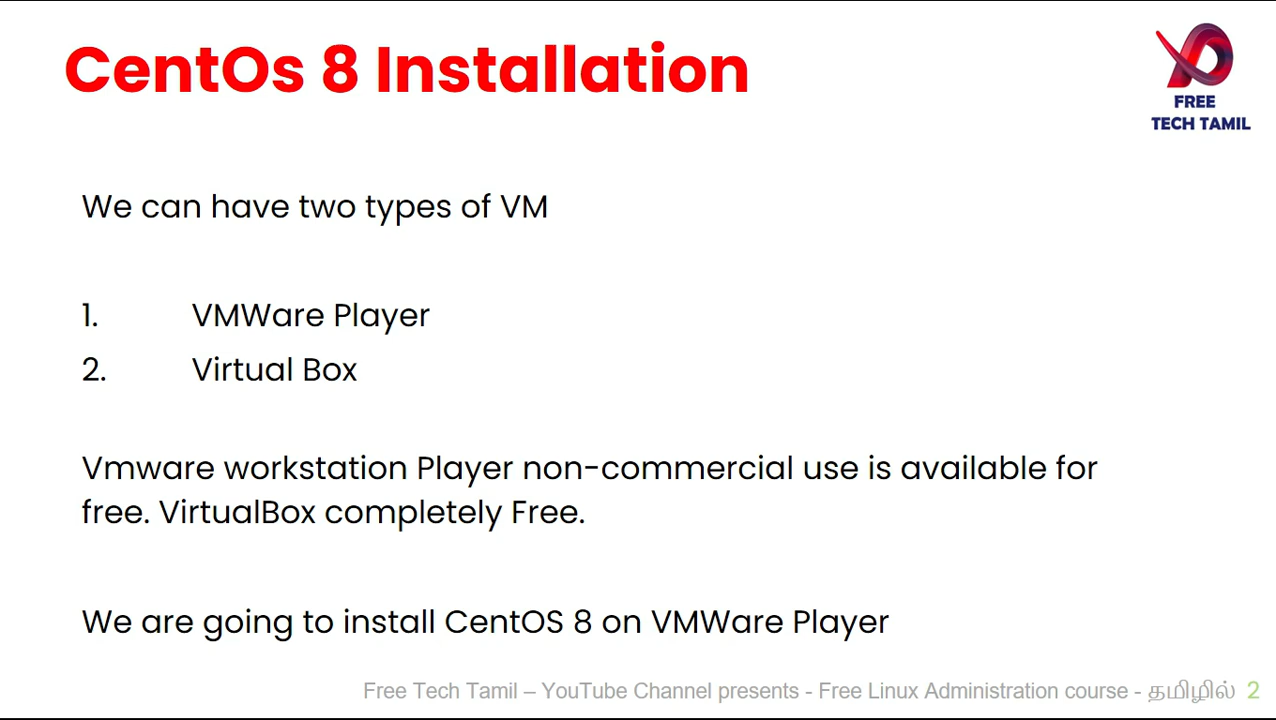 CentOs 8 Installation
FREE
TECH TAMIL
We can have two types of VM
1. VMWare Player
2. Virtual Box
Vmware workstation Player non-commercial use is available for
free. VirtualBox completely Free.
We are going to install CentOS 8 on VMWare Player
Free Tech Tamil – YouTube Channel presents - Free Linux Administration course - தமிழில் 2